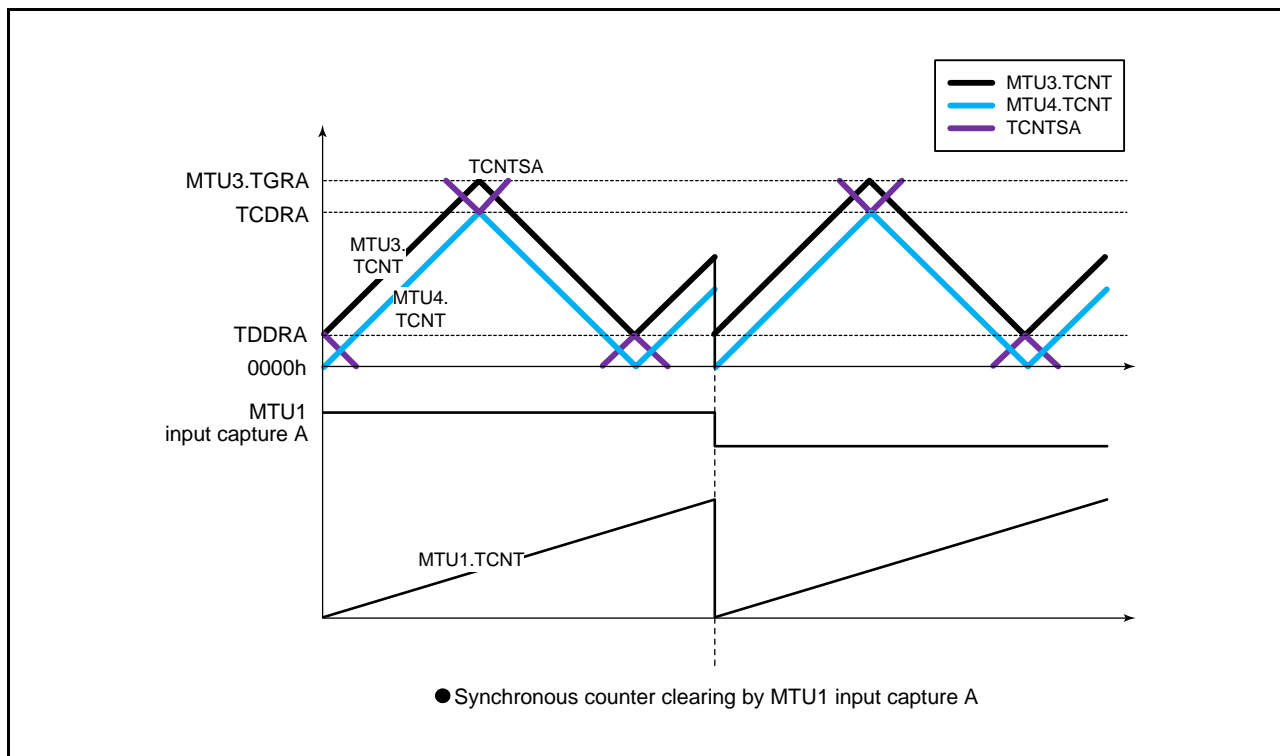 MTU3.TCNT
MTU4.TCNT
TCNTSA
TCNTSA
MTU3.TGRA
TCDRA
MTU3.
TCNT
MTU4.
TCNT
TDDRA
0000h
MTU1
input capture A
MTU1.TCNT
●Synchronous counter clearing by MTU1 input capture A